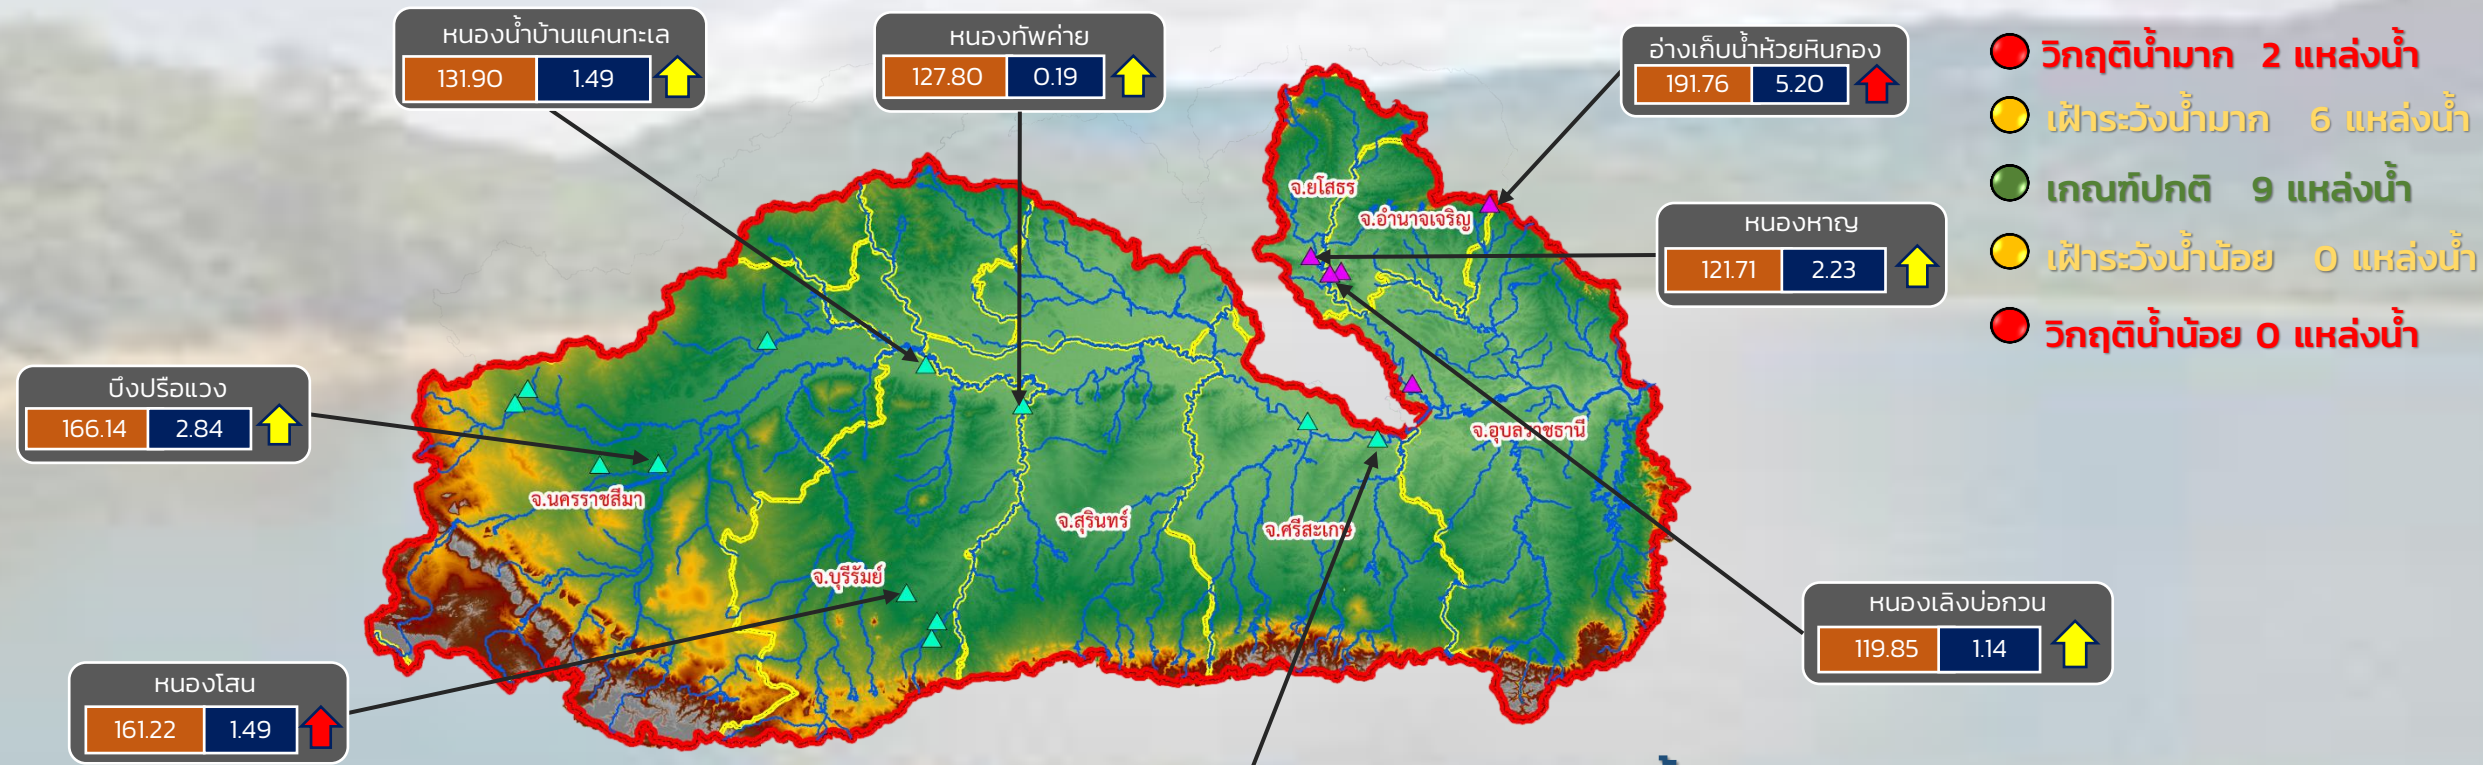 หนองน้ำบ้านแคนทะเล
131.90 1.49
หนองทัพค่าย
127.80 0.19
อ่างเก็บน้ำห้วยหินกอง
191.76 5.20
วิกฤติน้ำมาก 2 แหล่งน้ำ
เฝ้าระวังน้ำมาก 6 แหล่งน้ำ
เกณฑ์ปกติ 9 แหล่งน้ำ
เฝ้าระวังน้ำน้อย 0 แหล่งน้ำ
วิกฤติน้ำน้อย 0 แหล่งน้ำ
จ.ยโสธร
จ.อำนาจเจริญ
หนองหาญ
121.71 2.23
บึงปรือแวง
166.14 2.84
จ.อุบลราชธานี
จ.นครราชสีมา
จ.สุรินทร์
จ.ศรีสะเกษ
จ.บุรีรัมย์
หนองเลิงบ่อกวน
119.85 1.14
หนองโสน
161.22 1.49